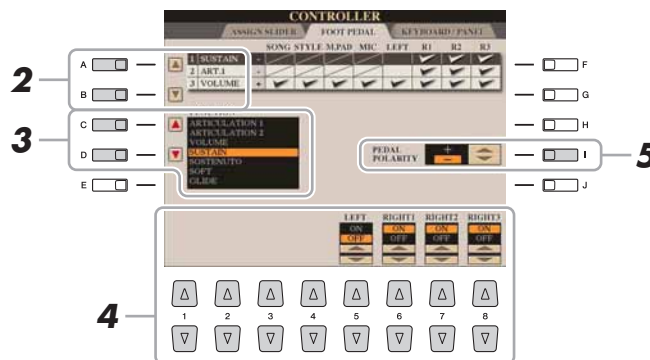 CONTROLLER
ASSIGN SLIDER FOOT PEDAL KEYBOARD/PANEL
SONG STYLE M.PAD MIC LEFT R1 R2 R3
1 SUSTAIN -
2 ART.1 -
3 VOLUME +
A
B
C
D
E
F
G
H
I
J
2
3
5
ARTICULATION 1
ARTICULATION 2
VOLUME
SUSTAIN
SOSTENUTO
SOFT
GLIDE
PEDAL
POLARITY
+
-
LEFT RIGHT1 RIGHT2 RIGHT3
ON ON ON ON
OFF OFF OFF OFF
4
1 2 3 4 5 6 7 8